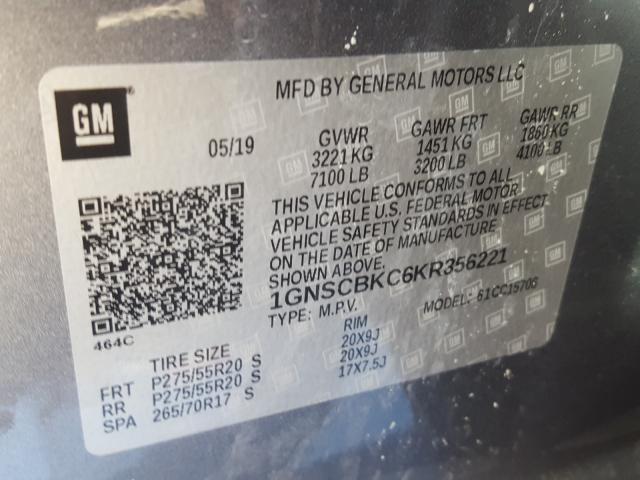 GM
MFD BY GENERAL MOTORS LLC
05/19
GVWR GAWR FRT GAWR RR
3221 KG 1451 KG 1860 KG
7100 LB 3200 LB 4100 LB
THIS VEHICLE CONFORMS TO ALL
APPLICABLE U.S. FEDERAL MOTOR
VEHICLE SAFETY STANDARDS IN EFFECT
ON THE DATE OF MANUFACTURE
SHOWN ABOVE.
1GNSCBKC6KR356221
TYPE: M.P.V. MODEL: 61CC15706
464C
TIRE SIZE RIM
FRT P275/55R20 S 20X9J
RR P275/55R20 S 20X9J
SPA 265/70R17 S 17X7.5J